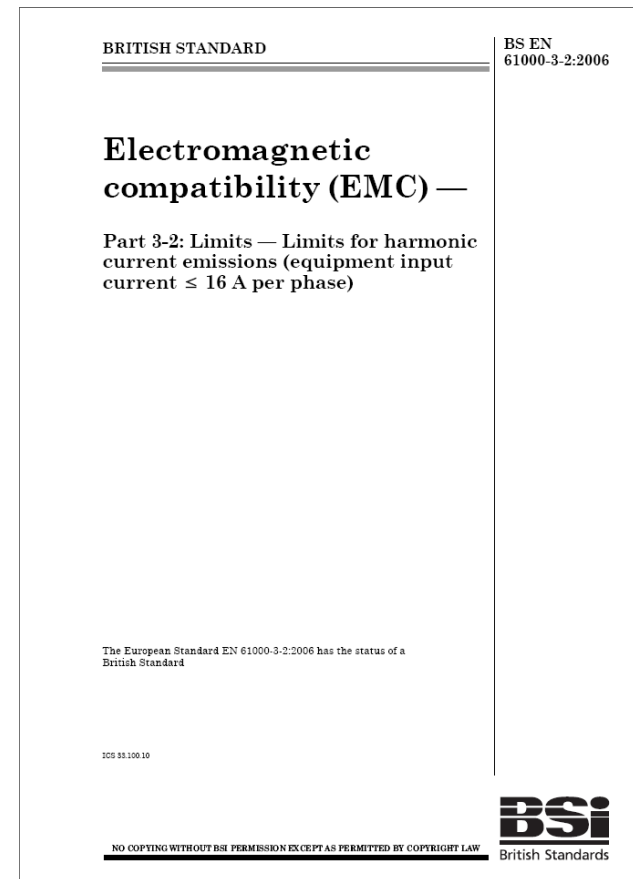 BRITISH STANDARD
BS EN
61000-3-2:2006
Electromagnetic
compatibility (EMC) —
Part 3-2: Limits — Limits for harmonic
current emissions (equipment input
current ≤ 16 A per phase)
The European Standard EN 61000-3-2:2006 has the status of a
British Standard
ICS 33.100.10
NO COPYING WITHOUT BSI PERMISSION EXCEPT AS PERMITTED BY COPYRIGHT LAW
BSi
British Standards